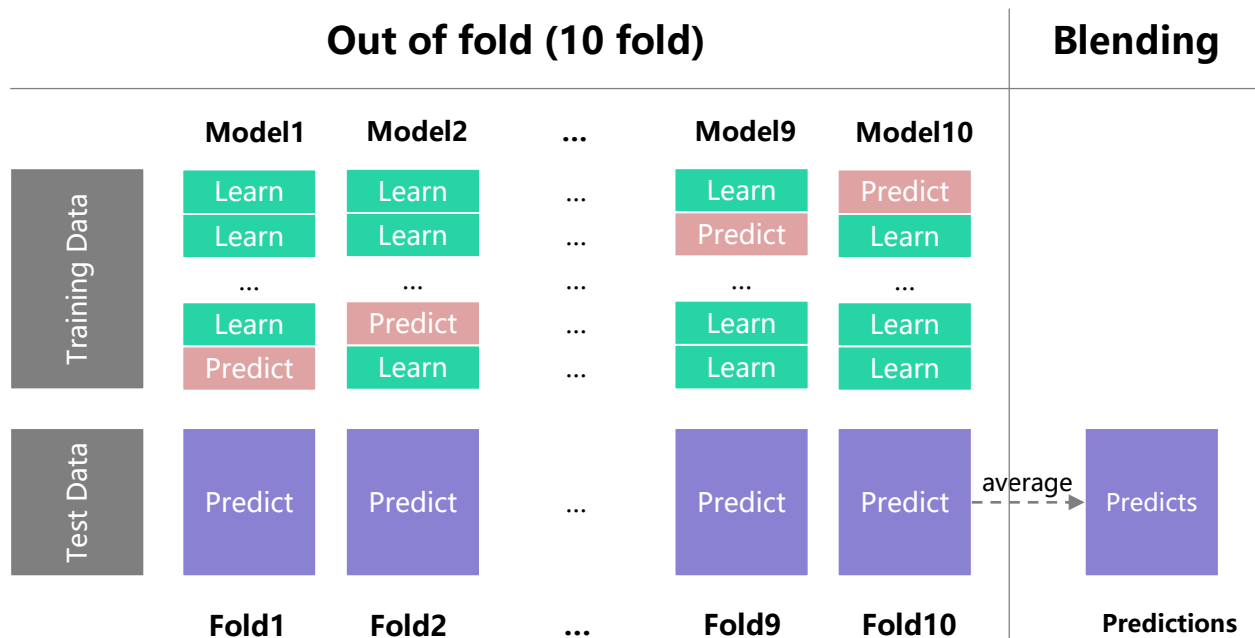 Out of fold (10 fold) Blending
Model1 Model2 ... Model9 Model10
Training Data
Learn Learn ... Learn Predict
Learn Learn ... Predict Learn
... ... ... ... ...
Learn Predict ... Learn Learn
Predict Learn ... Learn Learn
Test Data
Predict Predict ... Predict Predict average Predicts
Fold1 Fold2 ... Fold9 Fold10 Predictions